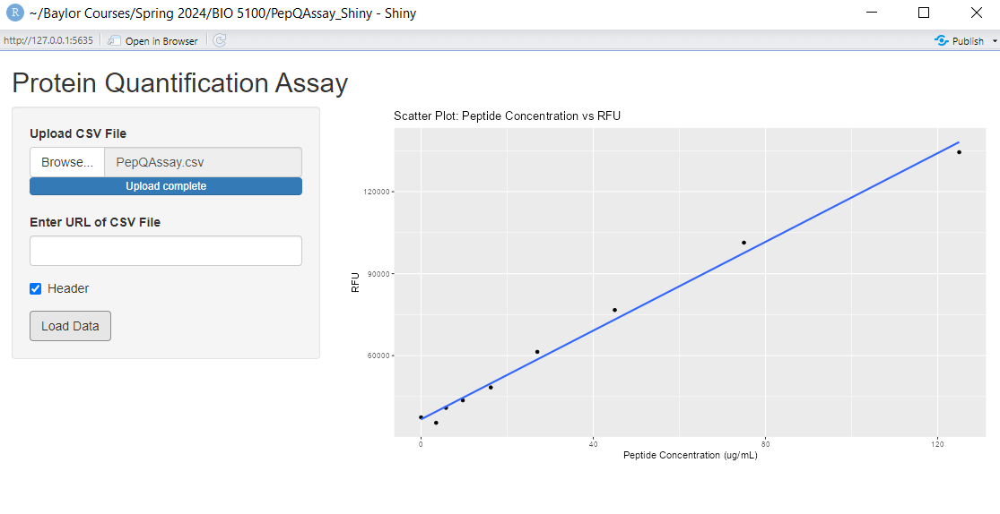 R ~/Baylor Courses/Spring 2024/BIO 5100/PepQAssay_Shiny - Shiny
http://127.0.0.1:5635 Open in Browser Publish
Protein Quantification Assay
Upload CSV File
Browse... PepQAssay.csv
Upload complete
Enter URL of CSV File
Header
Load Data
Scatter Plot: Peptide Concentration vs RFU
RFU
120000
90000
60000
0 40 80 120
Peptide Concentration (ug/mL)